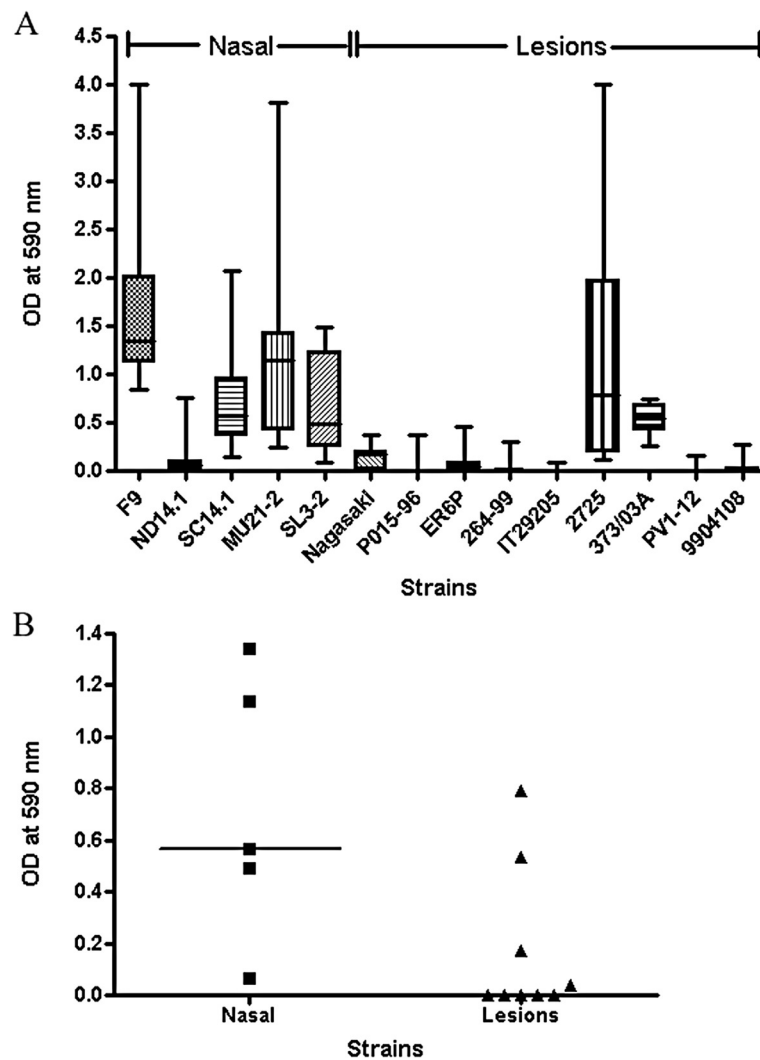 A
Nasal Lesions
OD at 590 nm
4.5
4.0
3.5
3.0
2.5
2.0
1.5
1.0
0.5
0.0
F9 ND14.1 SC14.1 MU21-2 SL3-2 Nagasaki P015-96 ER6P 264-99 IT29205 2725 373/03A PV1-12 9904108
Strains
B
OD at 590 nm
1.4
1.2
1.0
0.8
0.6
0.4
0.2
0.0
Nasal Lesions
Strains